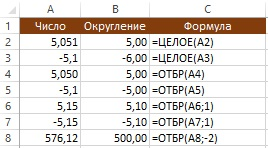 A B C
1 Число Округление Формула
2 5,051 5,00 =ЦЕЛОЕ(A2)
3 -5,1 -6,00 =ЦЕЛОЕ(A3)
4 5,050 5,00 =ОТБР(A4)
5 -5,1 -5,00 =ОТБР(A5)
6 5,15 5,10 =ОТБР(A6;1)
7 -5,15 -5,10 =ОТБР(A7;1)
8 576,12 500,00 =ОТБР(A8;-2)